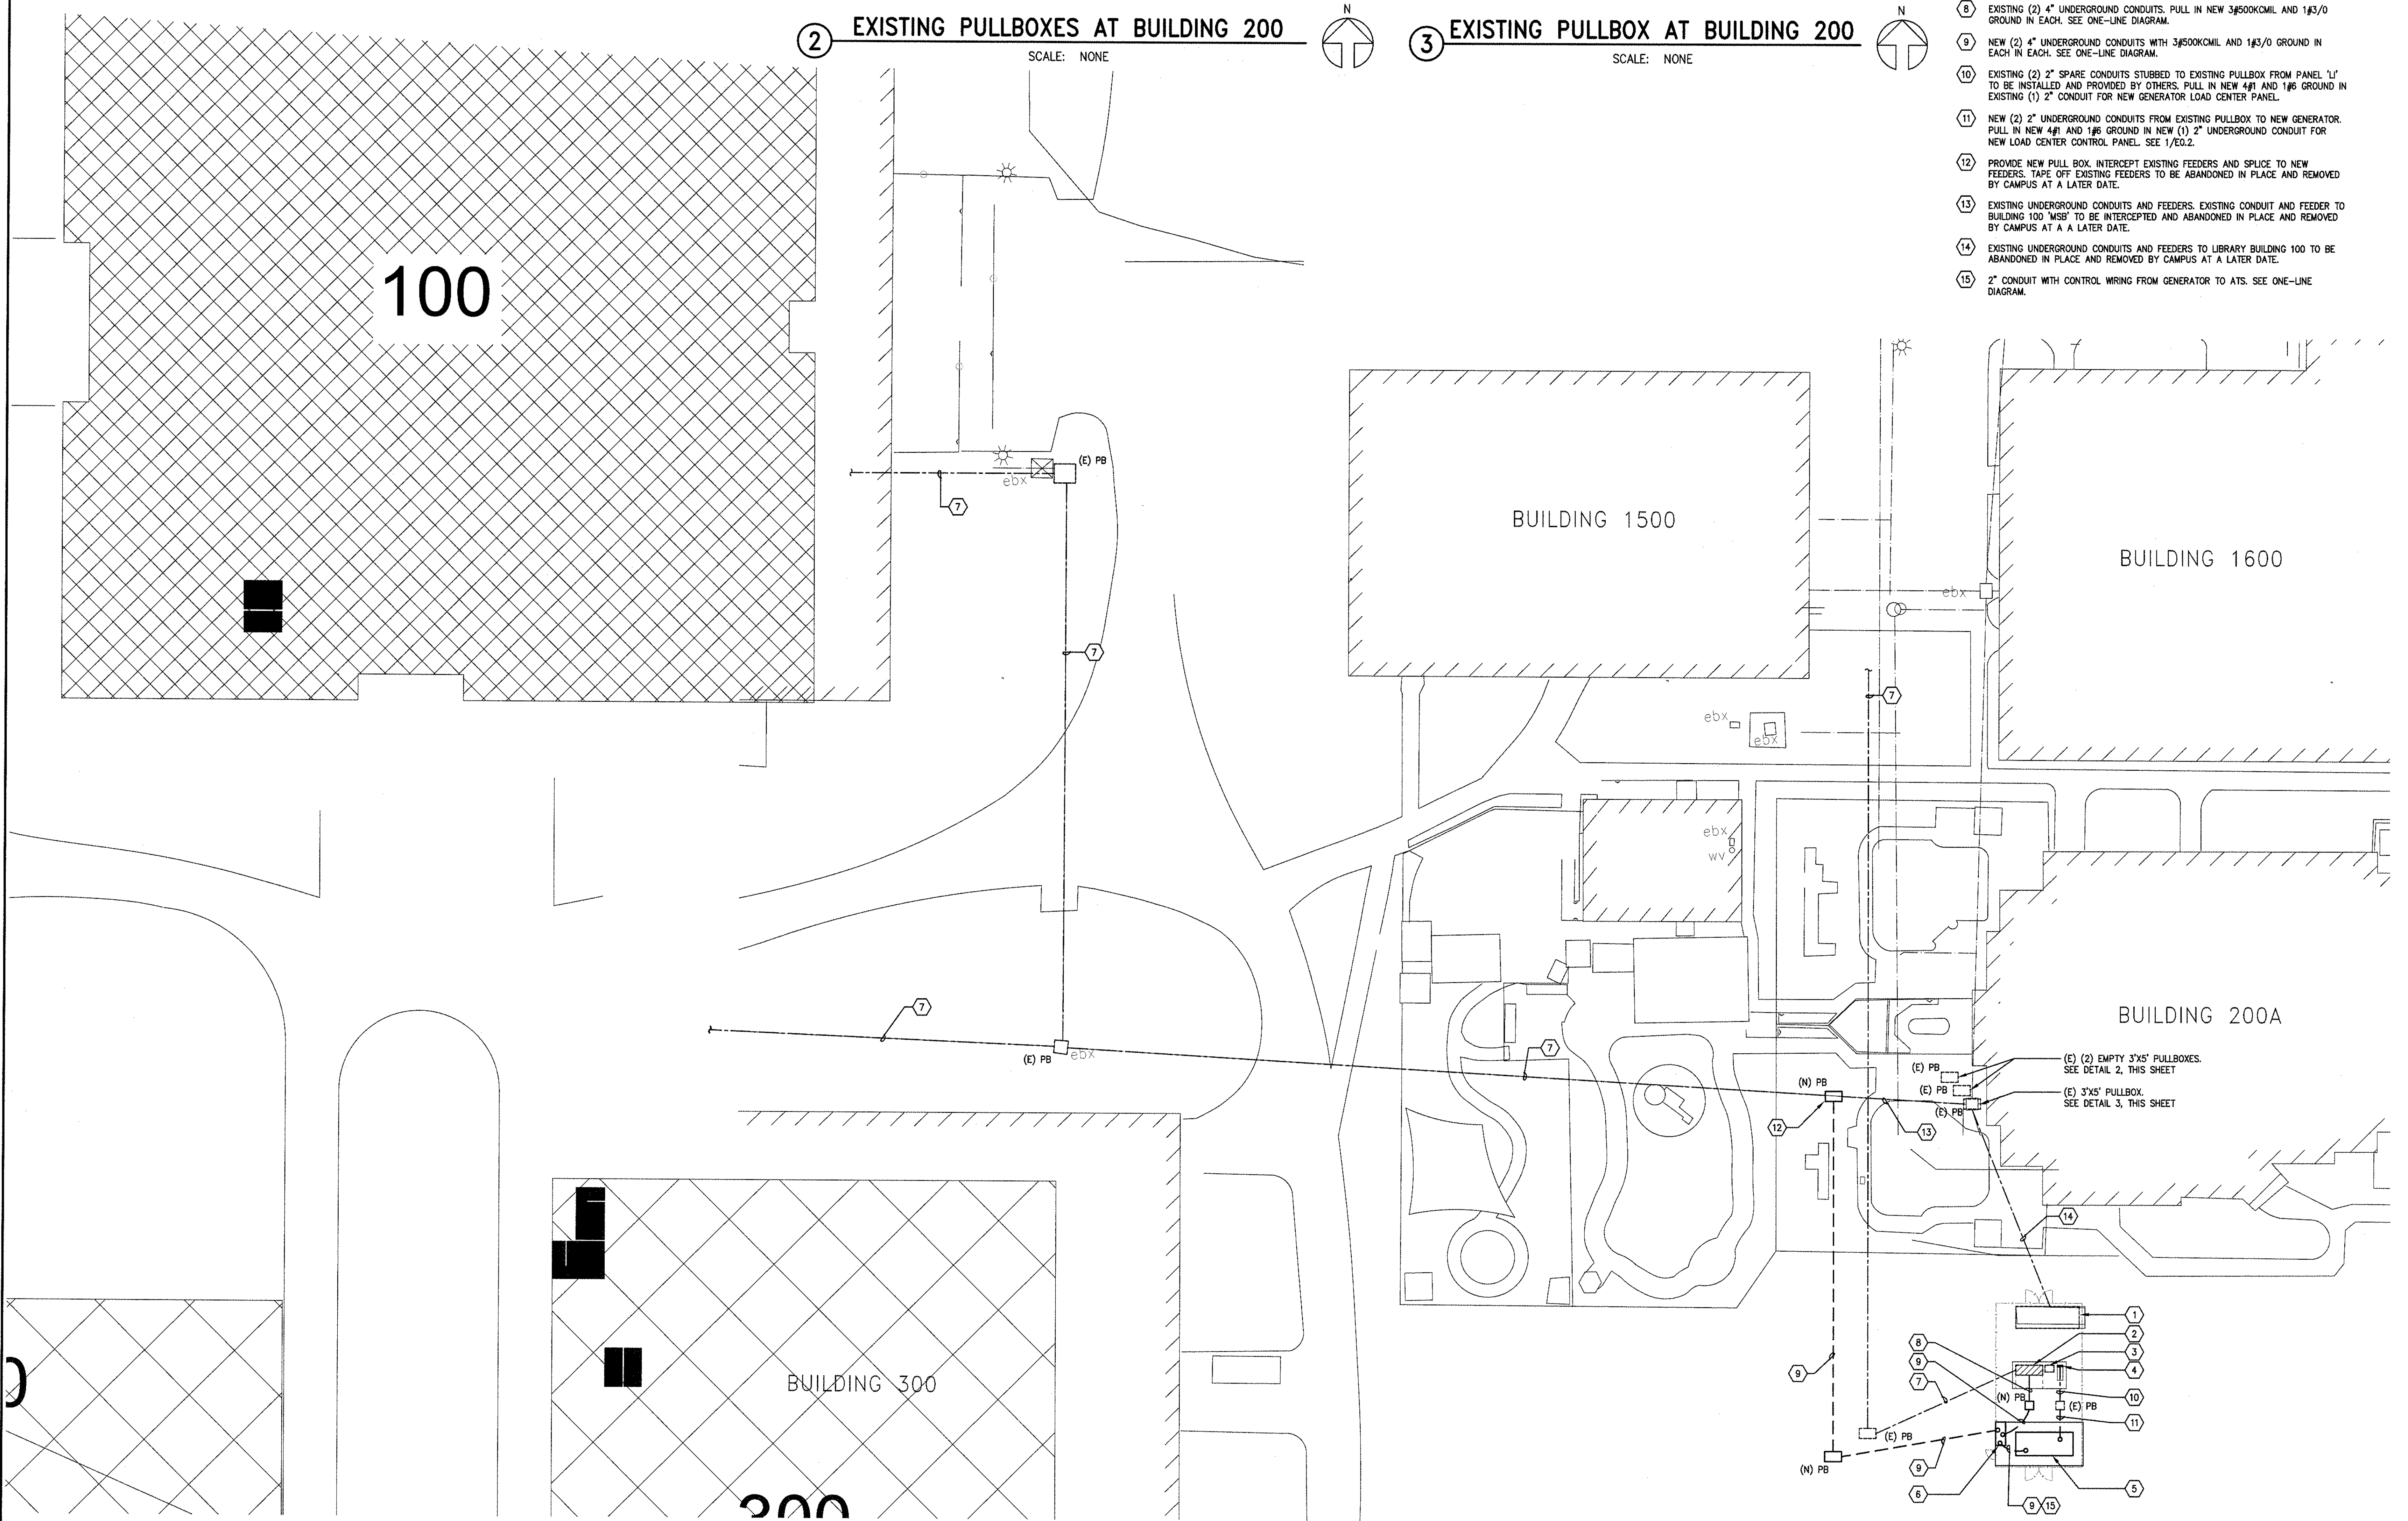 2 EXISTING PULLBOXES AT BUILDING 200
SCALE: NONE
N
3 EXISTING PULLBOX AT BUILDING 200
SCALE: NONE
N
8 EXISTING (2) 4" UNDERGROUND CONDUITS. PULL IN NEW 3#500KCMIL AND 1#3/0
GROUND IN EACH. SEE ONE-LINE DIAGRAM.
9 NEW (2) 4" UNDERGROUND CONDUITS WITH 3#500KCMIL AND 1#3/0 GROUND IN
EACH IN EACH. SEE ONE-LINE DIAGRAM.
10 EXISTING (2) 2" SPARE CONDUITS STUBBED TO EXISTING PULLBOX FROM PANEL 'LI'
TO BE INSTALLED AND PROVIDED BY OTHERS. PULL IN NEW 4#1 AND 1#6 GROUND IN
EXISTING (1) 2" CONDUIT FOR NEW GENERATOR LOAD CENTER PANEL.
11 NEW (2) 2" UNDERGROUND CONDUITS FROM EXISTING PULLBOX TO NEW GENERATOR.
PULL IN NEW 4#1 AND 1#6 GROUND IN NEW (1) 2" UNDERGROUND CONDUIT FOR
NEW LOAD CENTER CONTROL PANEL. SEE 1/E0.2.
12 PROVIDE NEW PULL BOX. INTERCEPT EXISTING FEEDERS AND SPLICE TO NEW
FEEDERS. TAPE OFF EXISTING FEEDERS TO BE ABANDONED IN PLACE AND REMOVED
BY CAMPUS AT A LATER DATE.
13 EXISTING UNDERGROUND CONDUITS AND FEEDERS. EXISTING CONDUIT AND FEEDER TO
BUILDING 100 'MSB' TO BE INTERCEPTED AND ABANDONED IN PLACE AND REMOVED
BY CAMPUS AT A A LATER DATE.
14 EXISTING UNDERGROUND CONDUITS AND FEEDERS TO LIBRARY BUILDING 100 TO BE
ABANDONED IN PLACE AND REMOVED BY CAMPUS AT A LATER DATE.
15 2" CONDUIT WITH CONTROL WIRING FROM GENERATOR TO ATS. SEE ONE-LINE
DIAGRAM.
100
(E) PB
ebx
7
BUILDING 1500
BUILDING 1600
ebx
7
7
ebx
ebx
ebx
wv
7
(E) PB
ebx
7
BUILDING 200A
(E) PB
(E) PB
(E) PB
(E) (2) EMPTY 3'X5' PULLBOXES.
SEE DETAIL 2, THIS SHEET
(E) 3'X5' PULLBOX.
SEE DETAIL 3, THIS SHEET
(N) PB
12
13
14
1
2
3
4
8
9
7
9
(N) PB
10
(E) PB
11
(E) PB
(N) PB
9
6
9 15
5
BUILDING 300
300
0